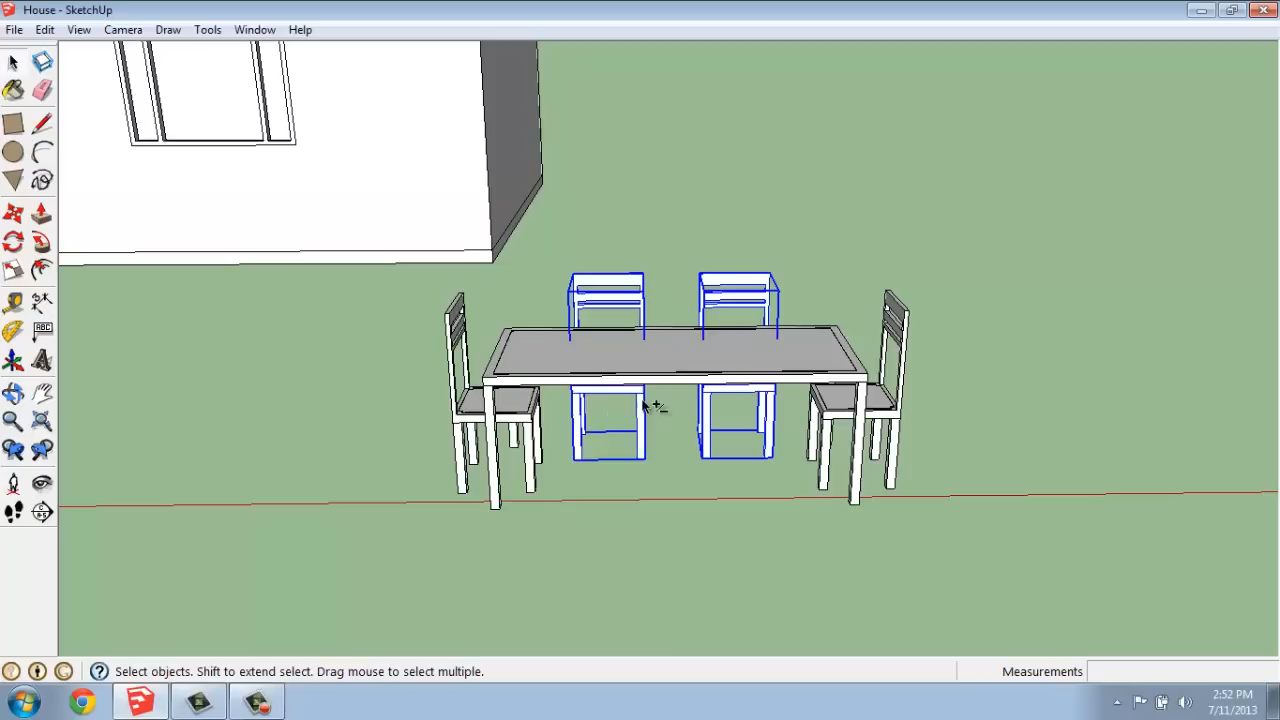 House - SketchUp
File Edit View Camera Draw Tools Window Help
ABC
Select objects. Shift to extend select. Drag mouse to select multiple.
Measurements
2:52 PM
7/11/2013